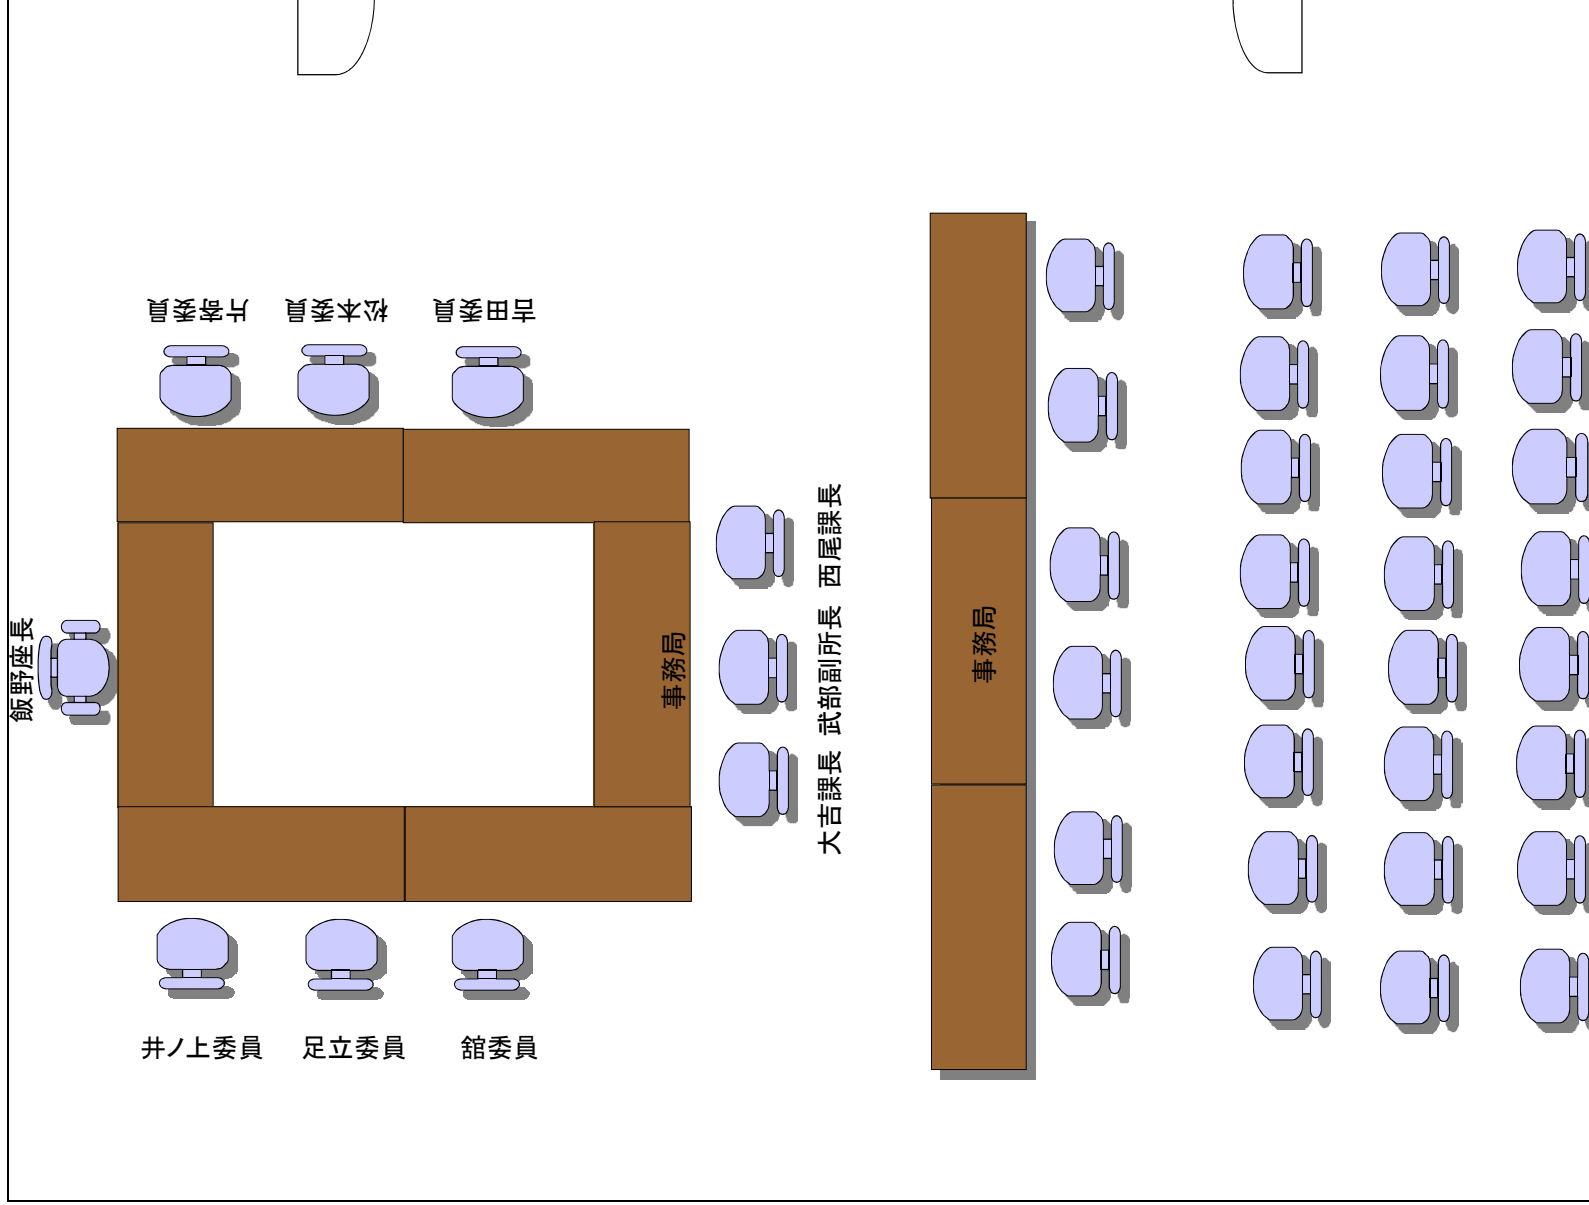 片寄委員
松本委員
吉田委員
飯野座長
事務局
西尾課長
武部副所長
大吉課長
事務局
井ノ上委員
足立委員
舘委員